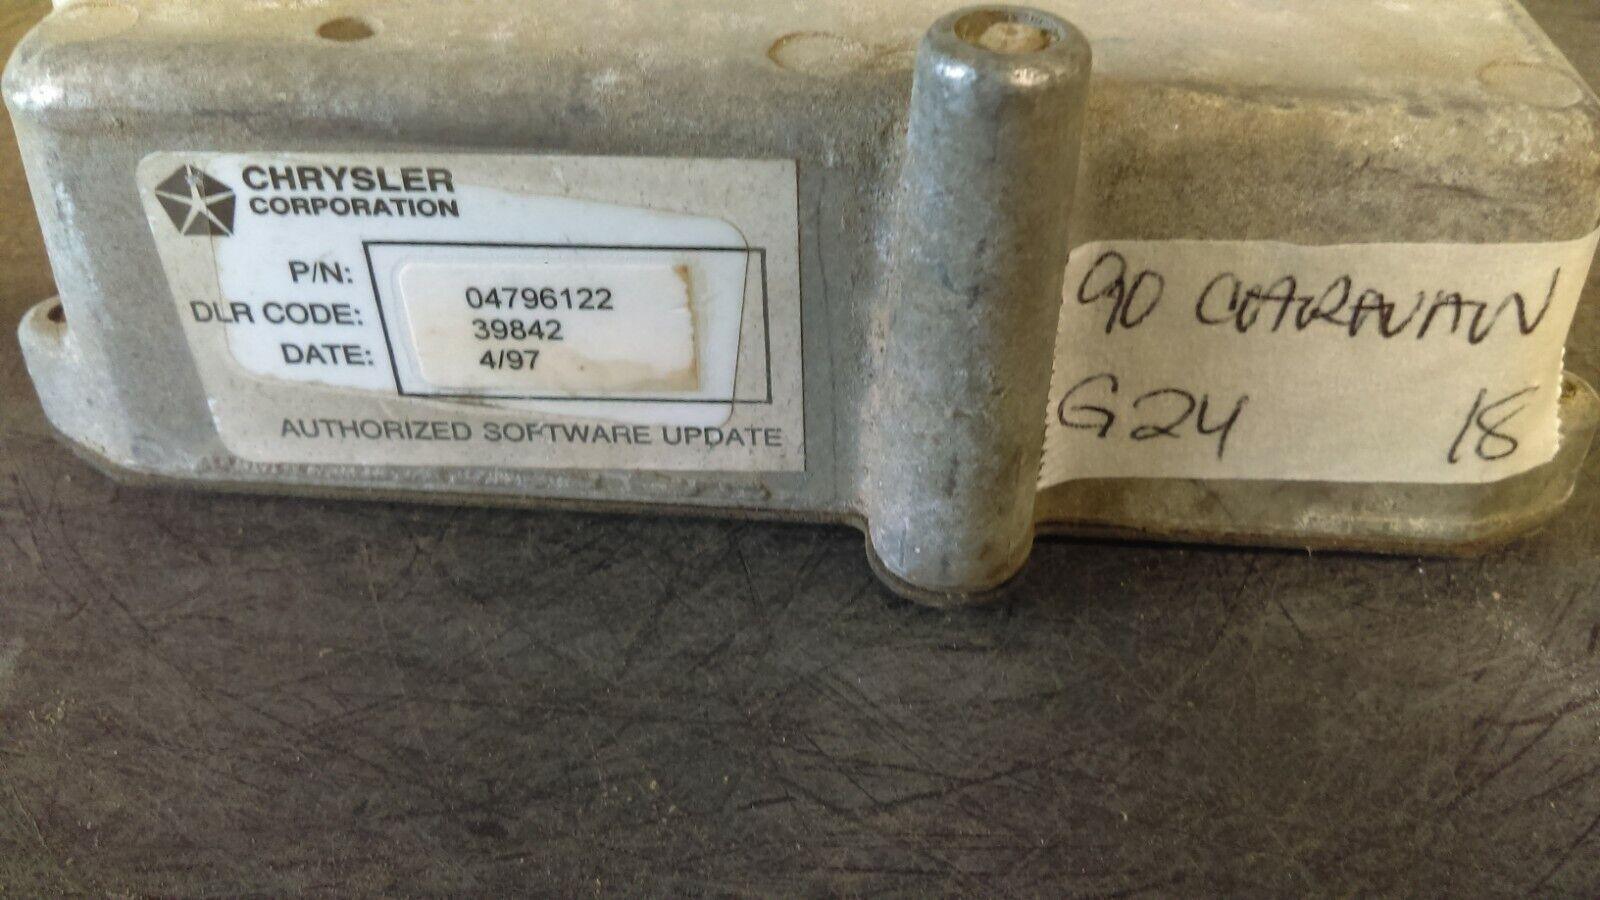 CHRYSLER
CORPORATION
P/N: 04796122
DLR CODE: 39842
DATE: 4/97
AUTHORIZED SOFTWARE UPDATE
90 CARAVAN
G24 18